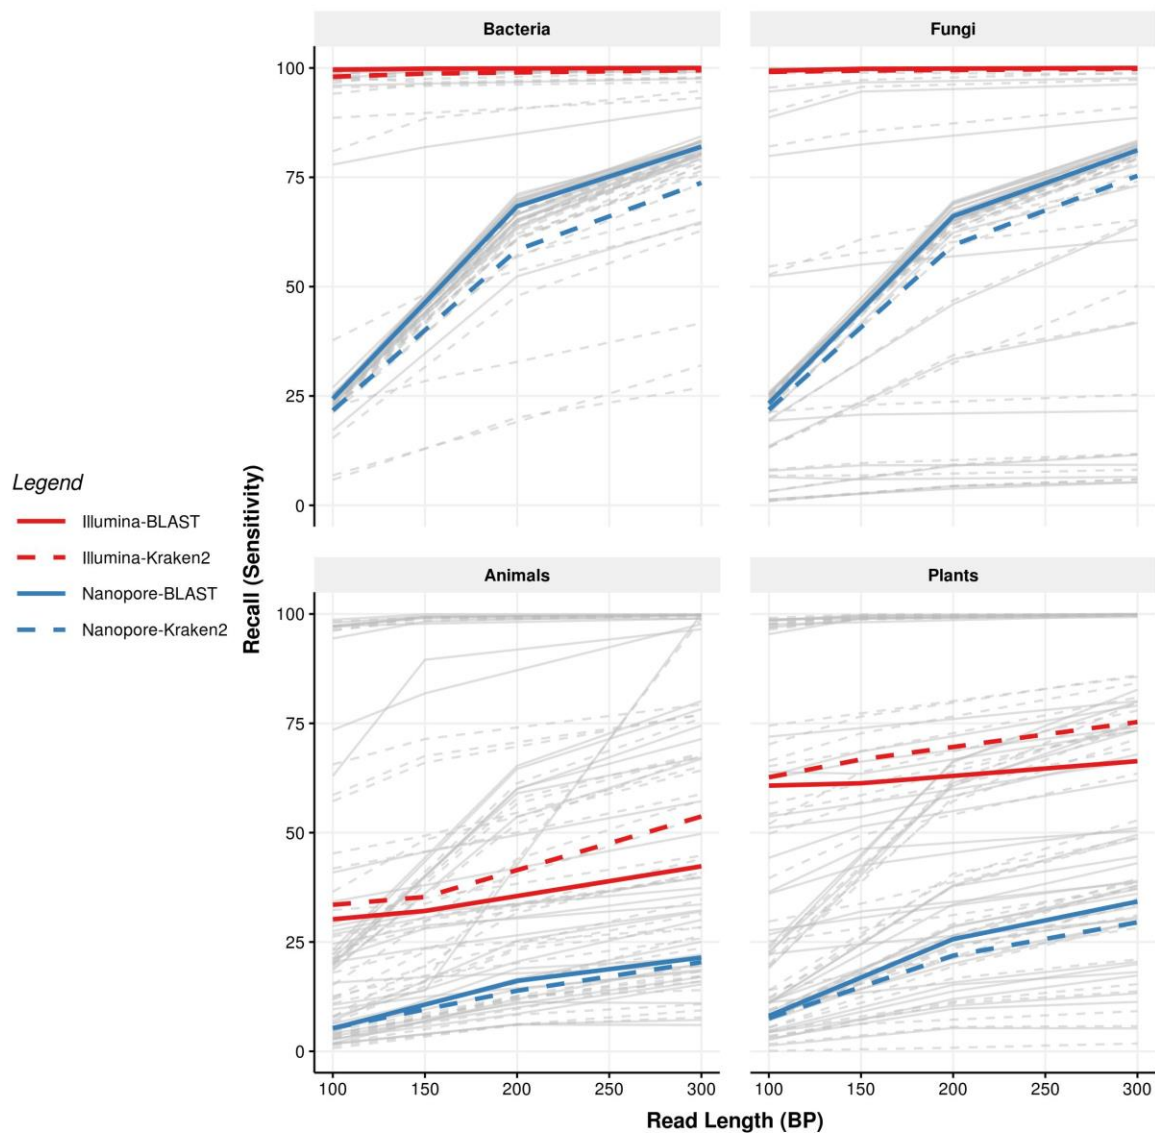 Bacteria
Fungi
100
75
50
25
0
Legend
Illumina-BLAST
Illumina-Kraken2
Nanopore-BLAST
Nanopore-Kraken2
Recall (Sensitivity)
Animals
Plants
100
75
50
25
0
100 150 200 250 300
100 150 200 250 300
Read Length (BP)